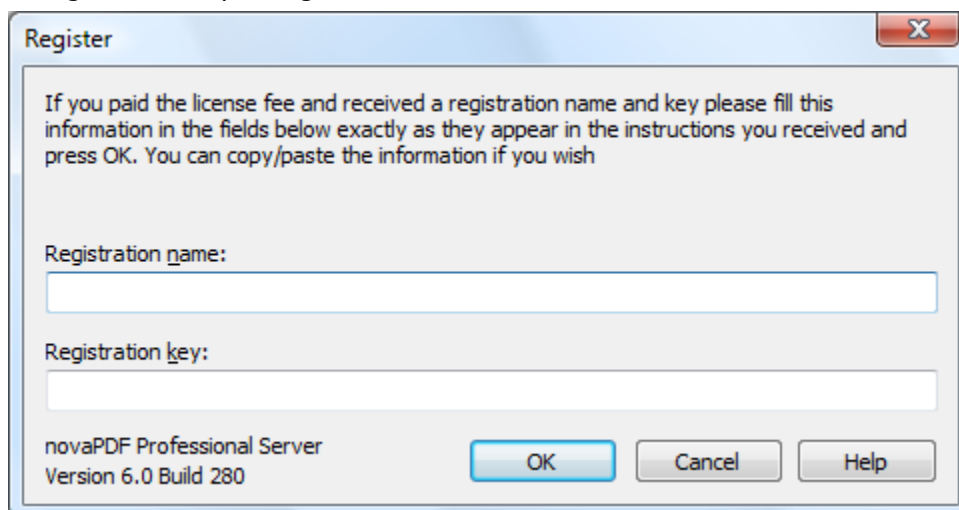 Register
If you paid the license fee and received a registration name and key please fill this
information in the fields below exactly as they appear in the instructions you received and
press OK. You can copy/paste the information if you wish
Registration name:
Registration key:
novaPDF Professional Server
Version 6.0 Build 280
OK Cancel Help